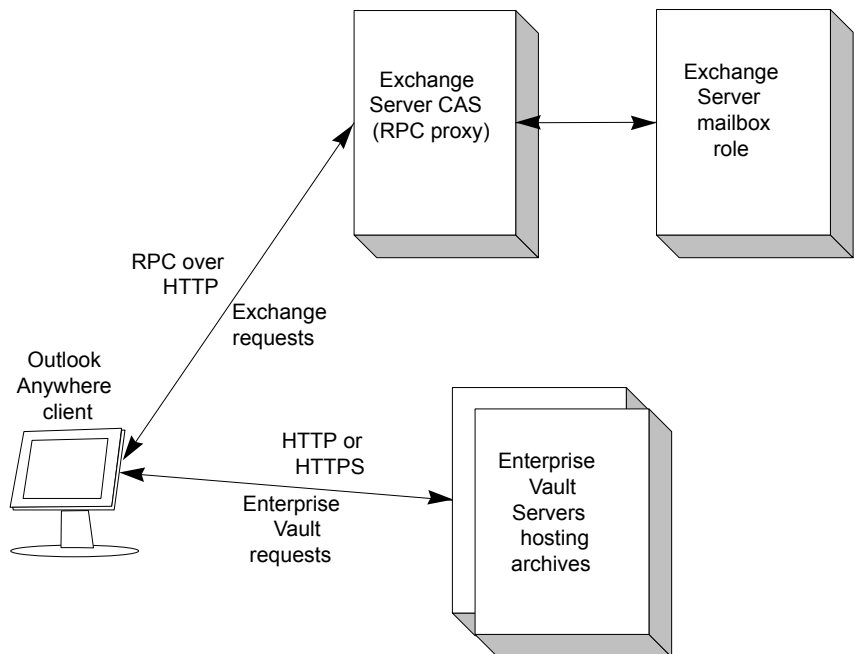 Exchange
Server CAS
(RPC proxy)
Exchange
Server
mailbox
role
RPC over
HTTP
Exchange
requests
Outlook
Anywhere
client
HTTP or
HTTPS
Enterprise
Vault
requests
Enterprise
Vault
Servers
hosting
archives